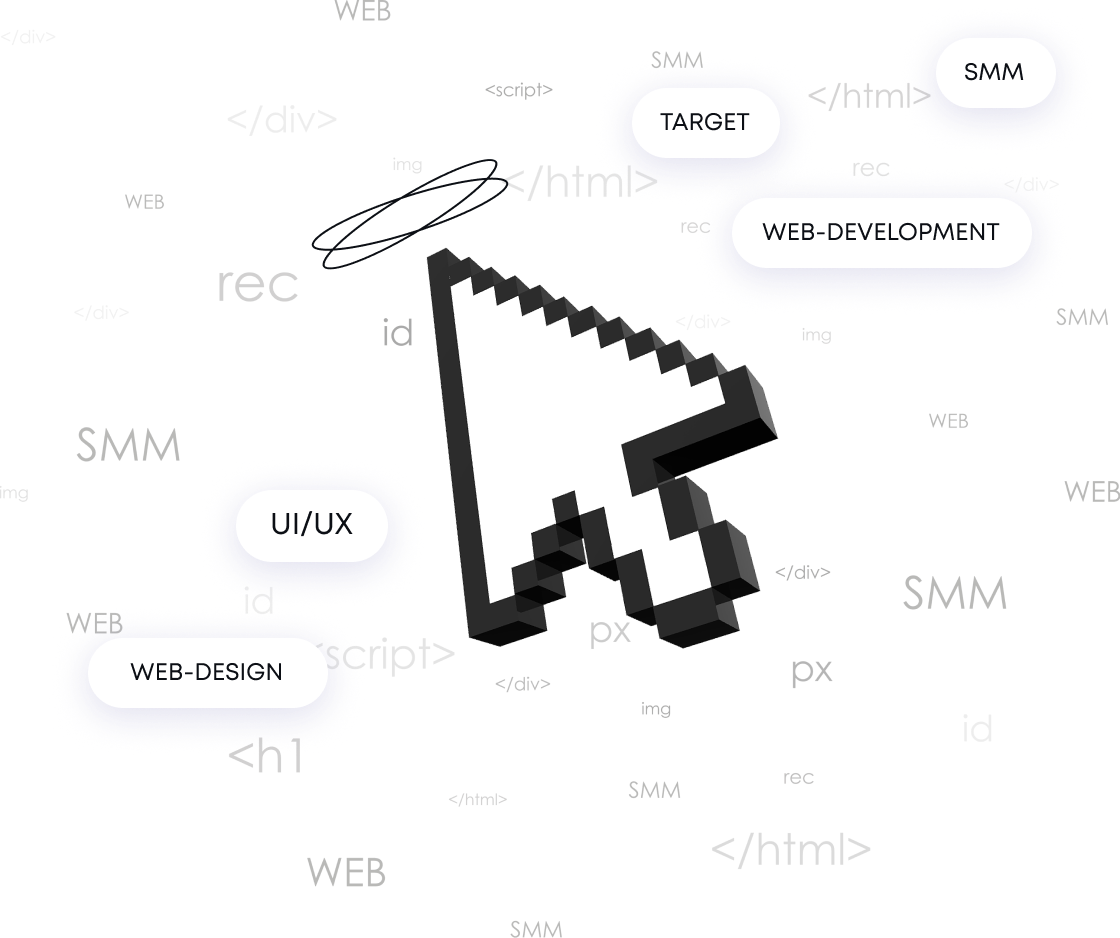 WEB
</div>
SMM
SMM
<script>
</html>
</div>
TARGET
img
rec
</html>
</div>
WEB
rec
WEB-DEVELOPMENT
rec
</div>
SMM
</div>
id
img
WEB
SMM
WEB
img
UI/UX
</div>
SMM
id
WEB
px
script>
WEB-DESIGN
px
</div>
img
id
<h1
rec
SMM
</html>
</html>
WEB
SMM